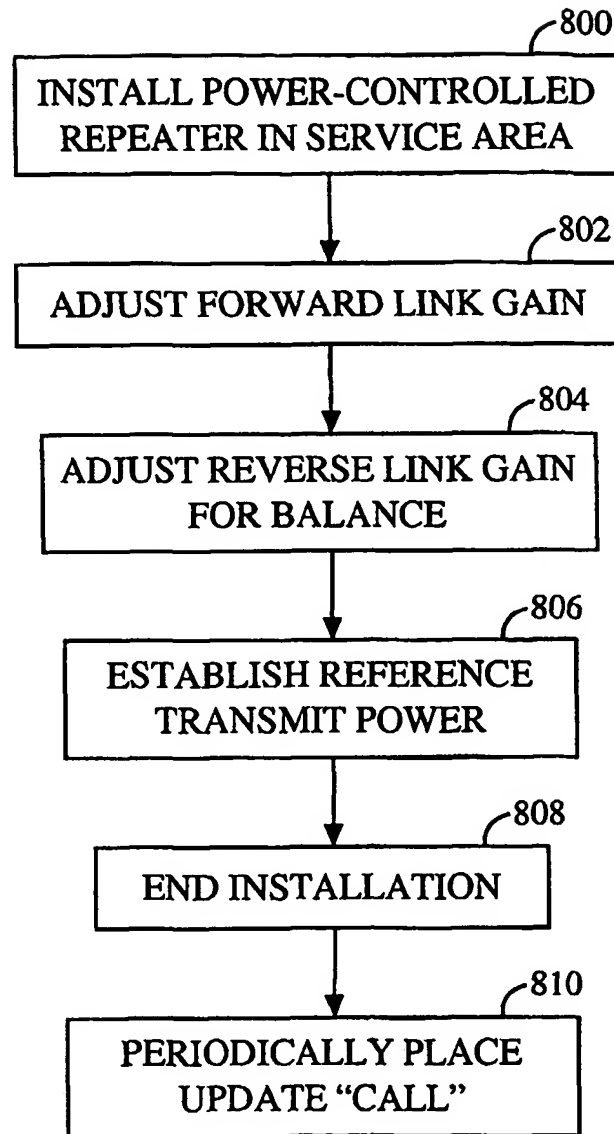 800
INSTALL POWER-CONTROLLED
REPEATER IN SERVICE AREA
802
ADJUST FORWARD LINK GAIN
804
ADJUST REVERSE LINK GAIN
FOR BALANCE
806
ESTABLISH REFERENCE
TRANSMIT POWER
808
END INSTALLATION
810
PERIODICALLY PLACE
UPDATE “CALL”